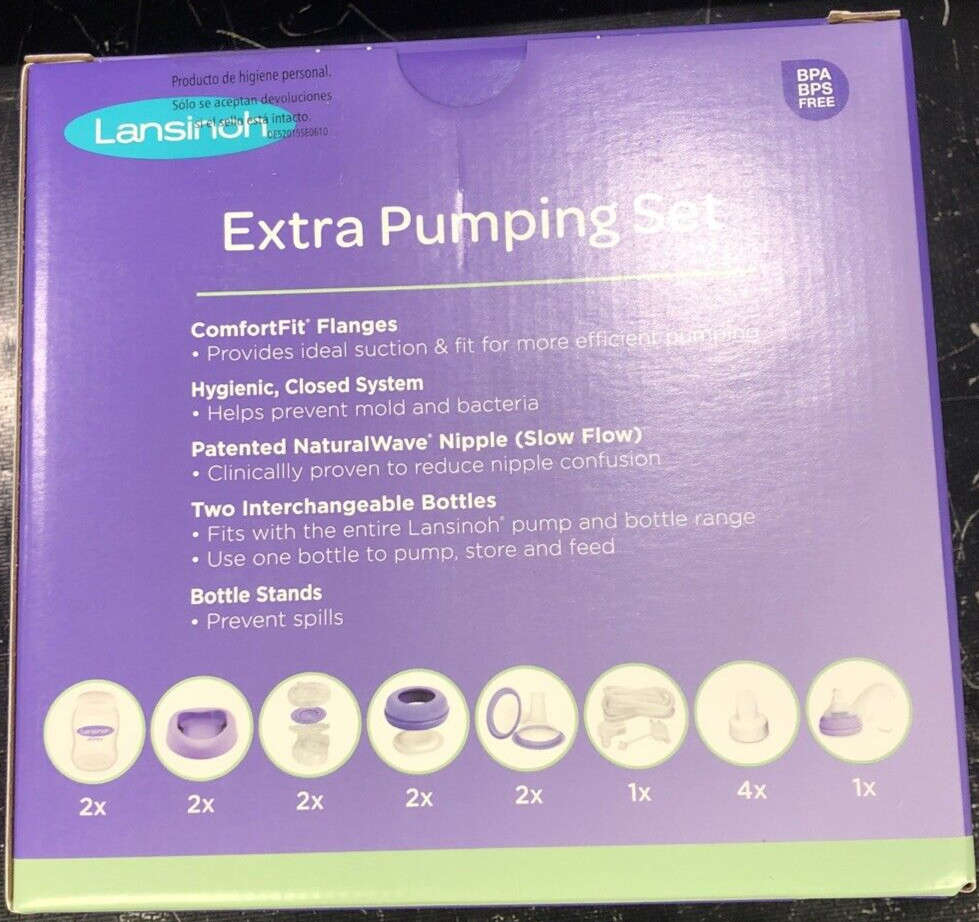 Producto de higiene personal.
Sólo se aceptan devoluciones
si el sello está intacto.
DE520155E0610
Lansinoh
BPA
BPS
FREE
Extra Pumping Set
ComfortFit® Flanges
• Provides ideal suction & fit for more efficient pumping
Hygienic, Closed System
• Helps prevent mold and bacteria
Patented NaturalWave® Nipple (Slow Flow)
• Clinicallly proven to reduce nipple confusion
Two Interchangeable Bottles
• Fits with the entire Lansinoh® pump and bottle range
• Use one bottle to pump, store and feed
Bottle Stands
• Prevent spills
Lansinoh
2x 2x 2x 2x 2x 1x 4x 1x